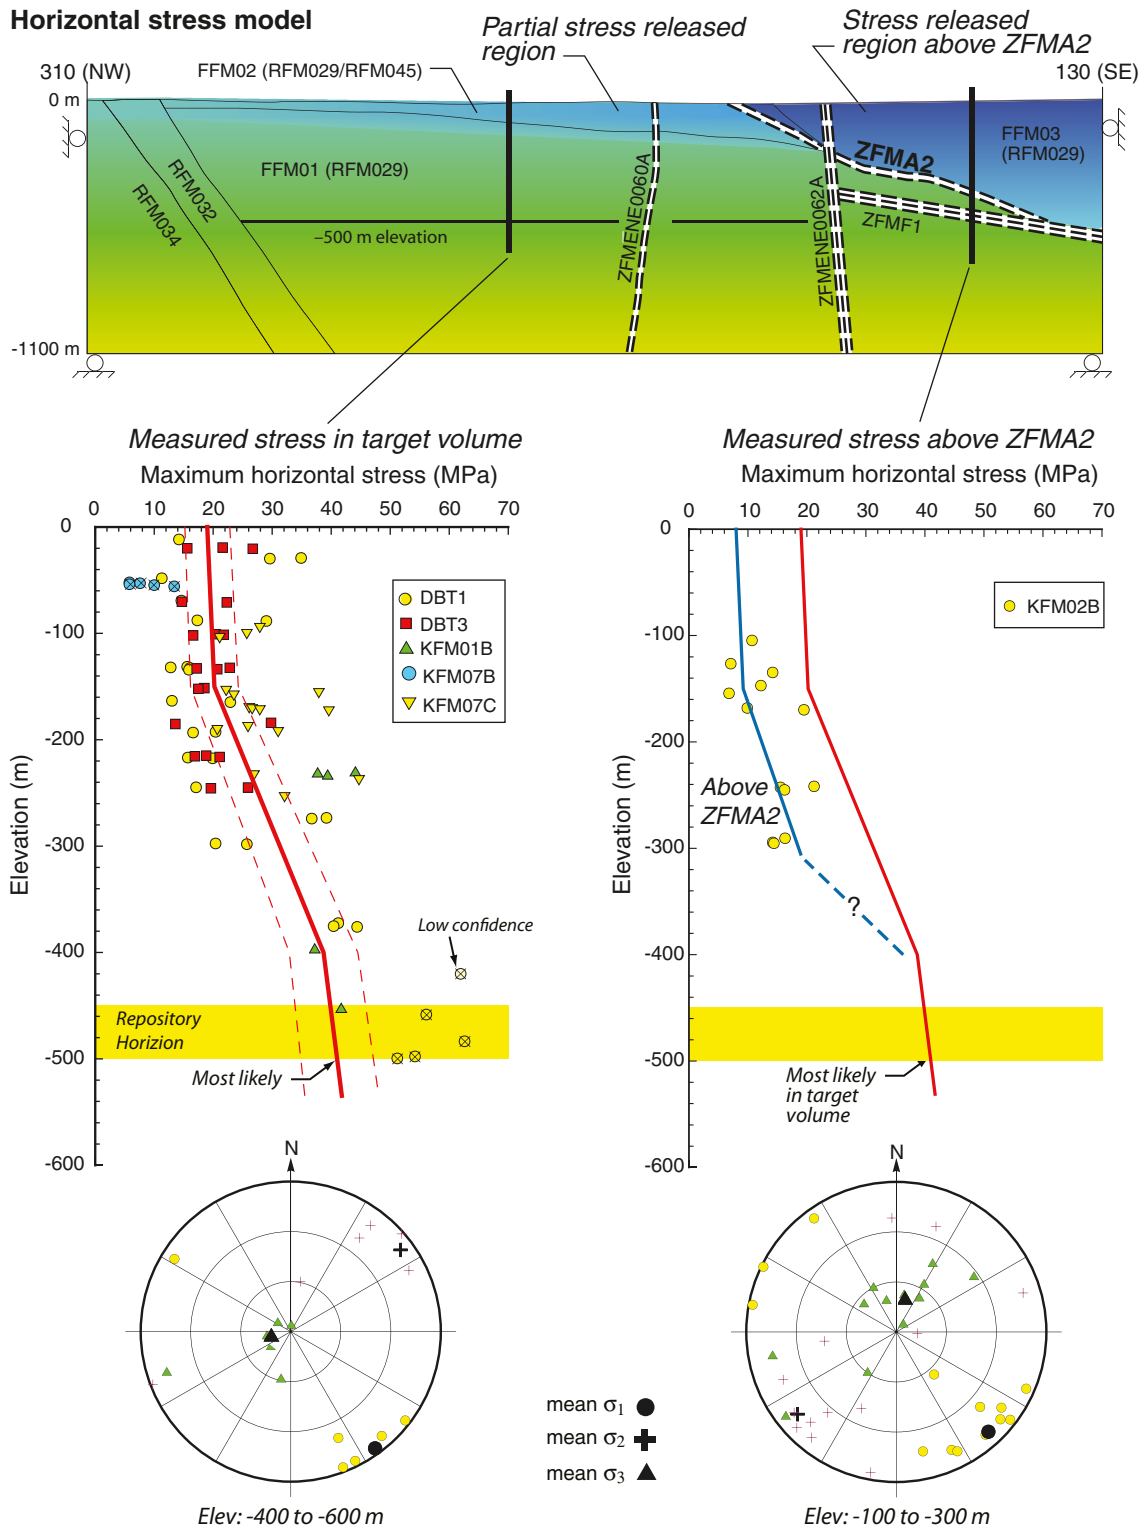 Horizontal stress model
Partial stress released
region
Stress released
region above ZFMA2
310 (NW)
FFM02 (RFM029/RFM045)
130 (SE)
0 m
FFM01 (RFM029)
RFM032
RFM034
–500 m elevation
ZFMENE0060A
ZFMENE0062A
ZFMA2
ZFMF1
FFM03
(RFM029)
-1100 m
Measured stress in target volume
Maximum horizontal stress (MPa)
0 10 20 30 40 50 60 70
Elevation (m)
0
-100
-200
-300
-400
-500
-600
DBT1
DBT3
KFM01B
KFM07B
KFM07C
Low confidence
Repository
Horizion
Most likely
Measured stress above ZFMA2
Maximum horizontal stress (MPa)
0 10 20 30 40 50 60 70
Elevation (m)
0
-100
-200
-300
-400
-500
-600
KFM02B
Above
ZFMA2
?
Most likely
in target
volume
N
Elev: -400 to -600 m
mean σ1
mean σ2
mean σ3
N
Elev: -100 to -300 m